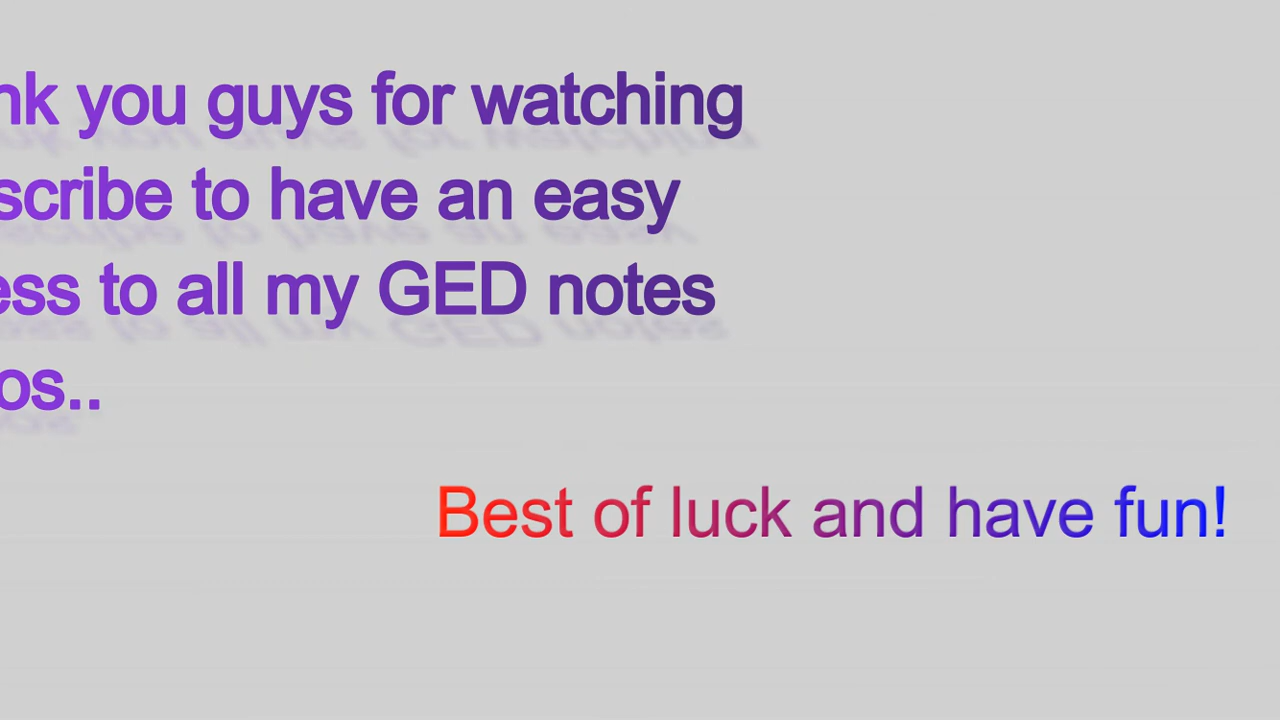 nk you guys for watching
scribe to have an easy
ess to all my GED notes
os..
Best of luck and have fun!